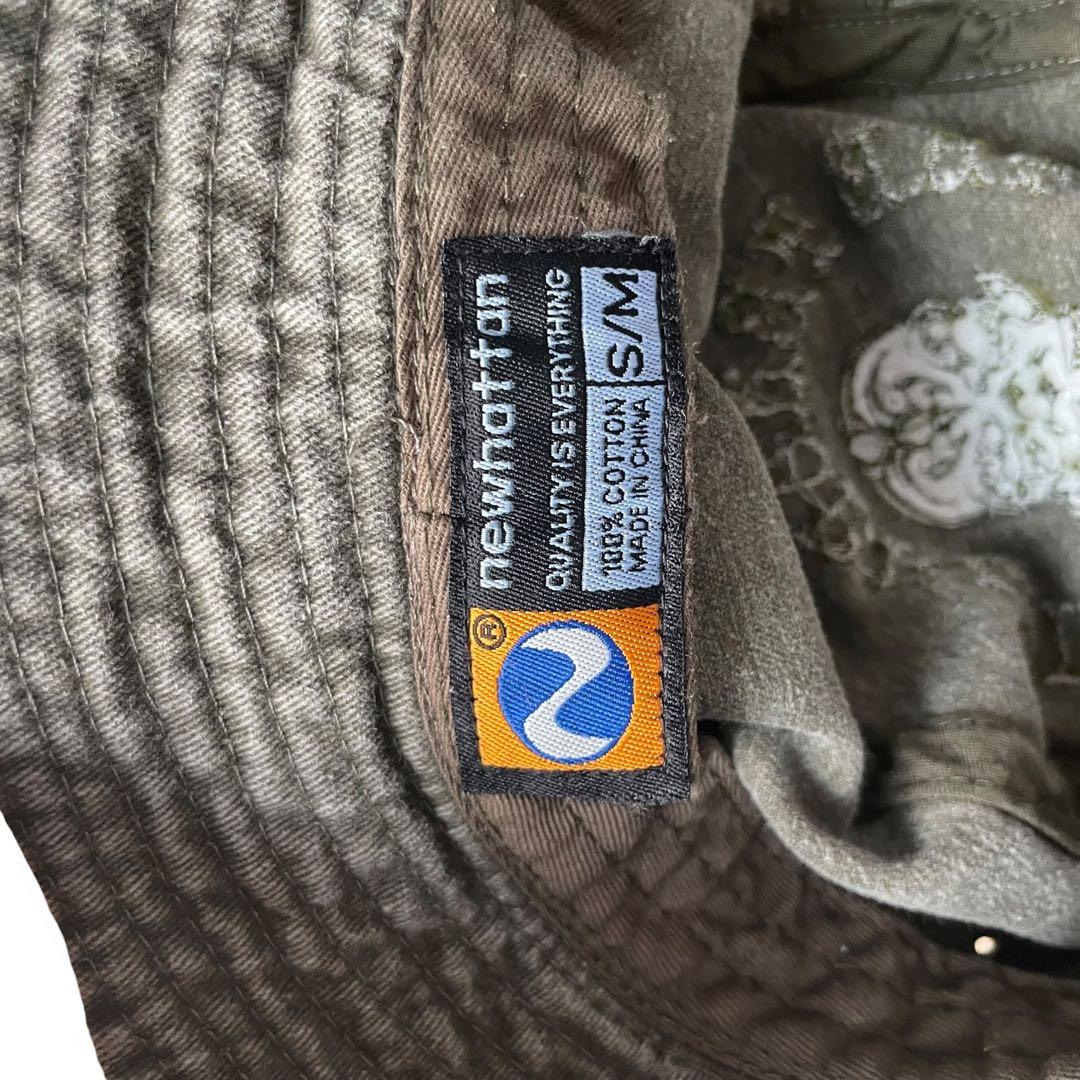 ®
newhattan
QUALITY IS EVERYTHING
100% COTTON
MADE IN CHINA
S/M